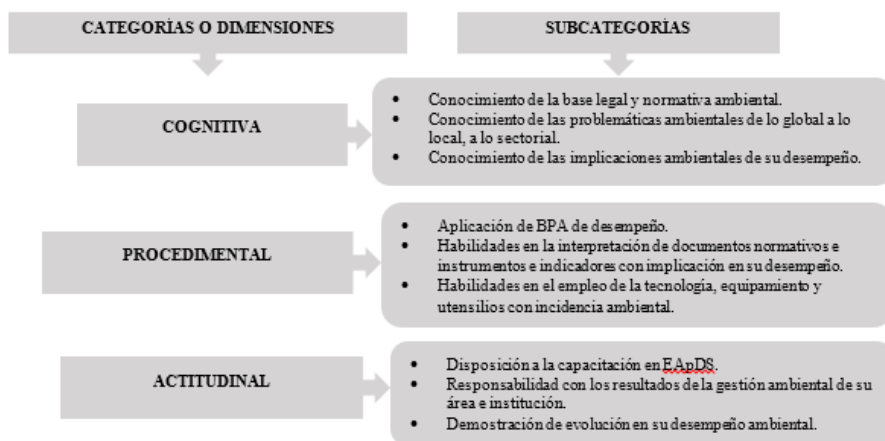 CATEGORÌAS O DIMENSIONES
SUBCATEGORÍAS
COGNITIVA
• Conocimiento de la base legal y normativa ambiental.
• Conocimiento de las problemáticas ambientales de lo global a lo
local, a lo sectorial.
• Conocimiento de las implicaciones ambientales de su desempeño.
PROCEDIMENTAL
• Aplicación de BPA de desempeño.
• Habilidades en la interpretación de documentos normativos e
instrumentos e indicadores con implicación en su desempeño.
• Habilidades en el empleo de la tecnología, equipamiento y
utensilios con incidencia ambiental.
ACTITUDINAL
• Disposición a la capacitación en EApDS.
• Responsabilidad con los resultados de la gestión ambiental de su
área e institución.
• Demostración de evolución en su desempeño ambiental.